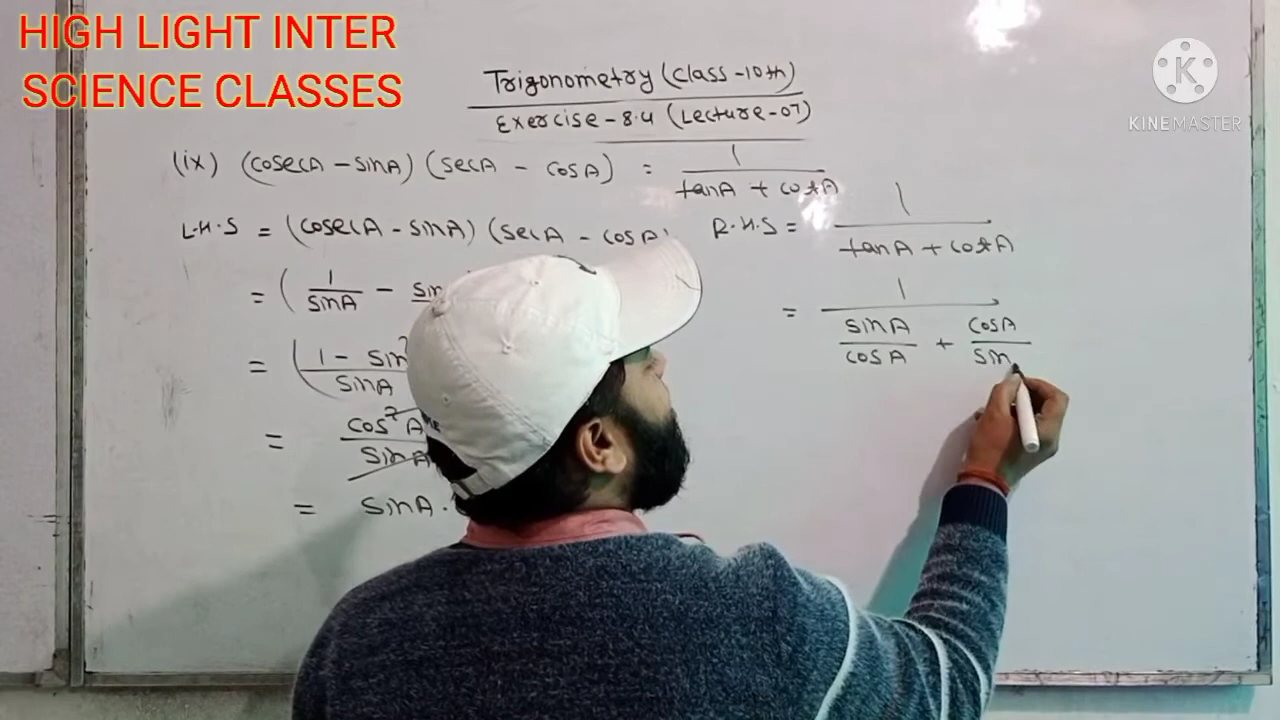 HIGH LIGHT INTER
SCIENCE CLASSES
KINEMASTER
Trigonometry (Class-10th)
Exercise-8.4 (Lecture-07)
(ix) (CosecA - SinA) (SecA - CosA) = 1 / (tanA + CotA)
L.H.S = (CosecA - SinA) (SecA - CosA)
= ( 1/SinA -
= ( (1 - Sin²) / SinA
= Cos²A / SinA
= SinA .
R.H.S = 1 / (tanA + CotA)
= 1 / (SinA/CosA + CosA/Sin)